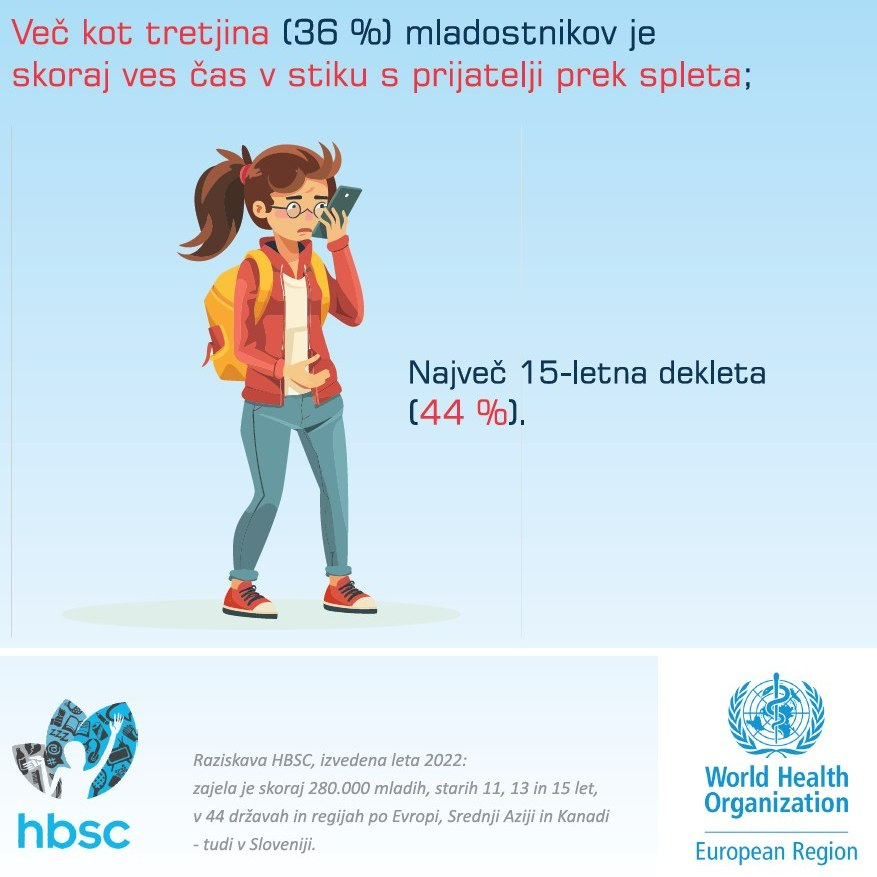 Več kot tretjina (36 %) mladostnikov je
skoraj ves čas v stiku s prijatelji prek spleta;
Največ 15-letna dekleta
(44 %).
Raziskava HBSC, izvedena leta 2022:
zajela je skoraj 280.000 mladih, starih 11, 13 in 15 let,
v 44 državah in regijah po Evropi, Srednji Aziji in Kanadi
- tudi v Sloveniji.
hbsc
World Health
Organization
European Region